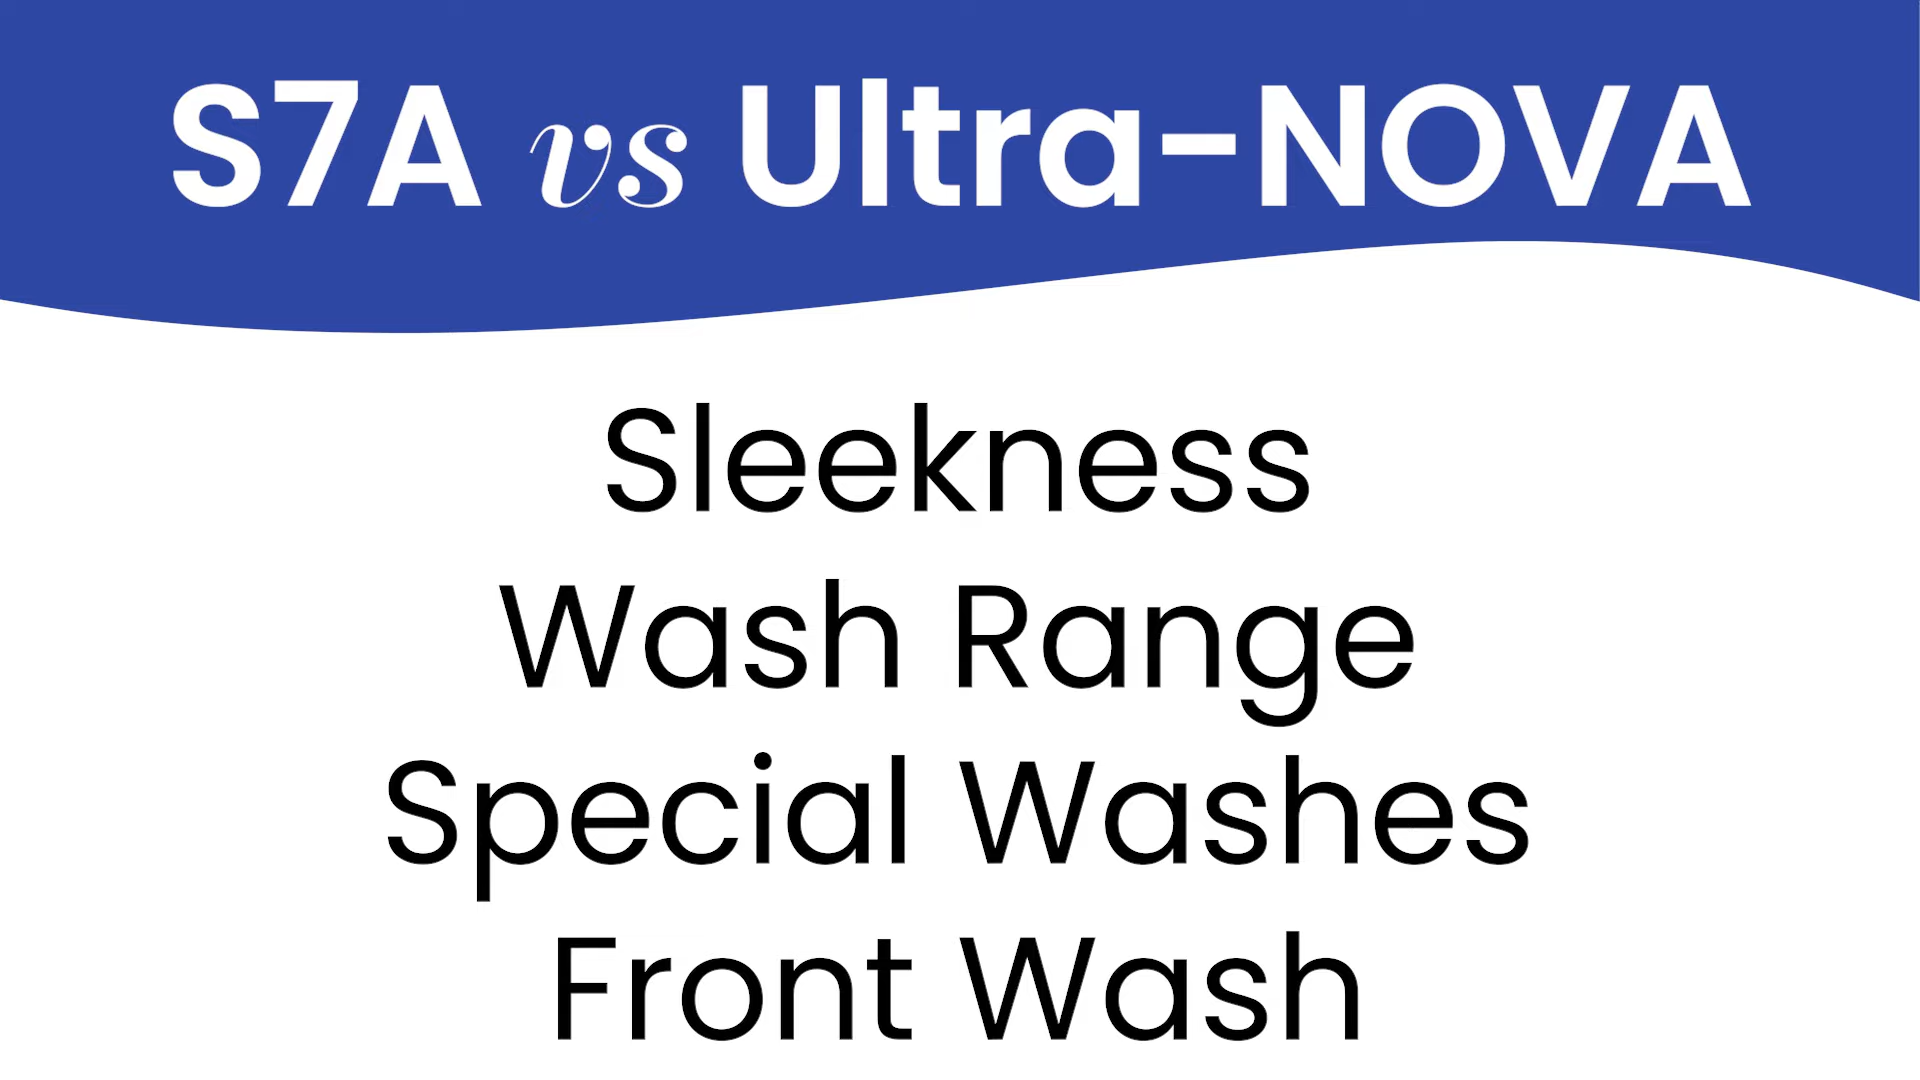 S7A vs Ultra-NOVA
Sleekness
Wash Range
Special Washes
Front Wash